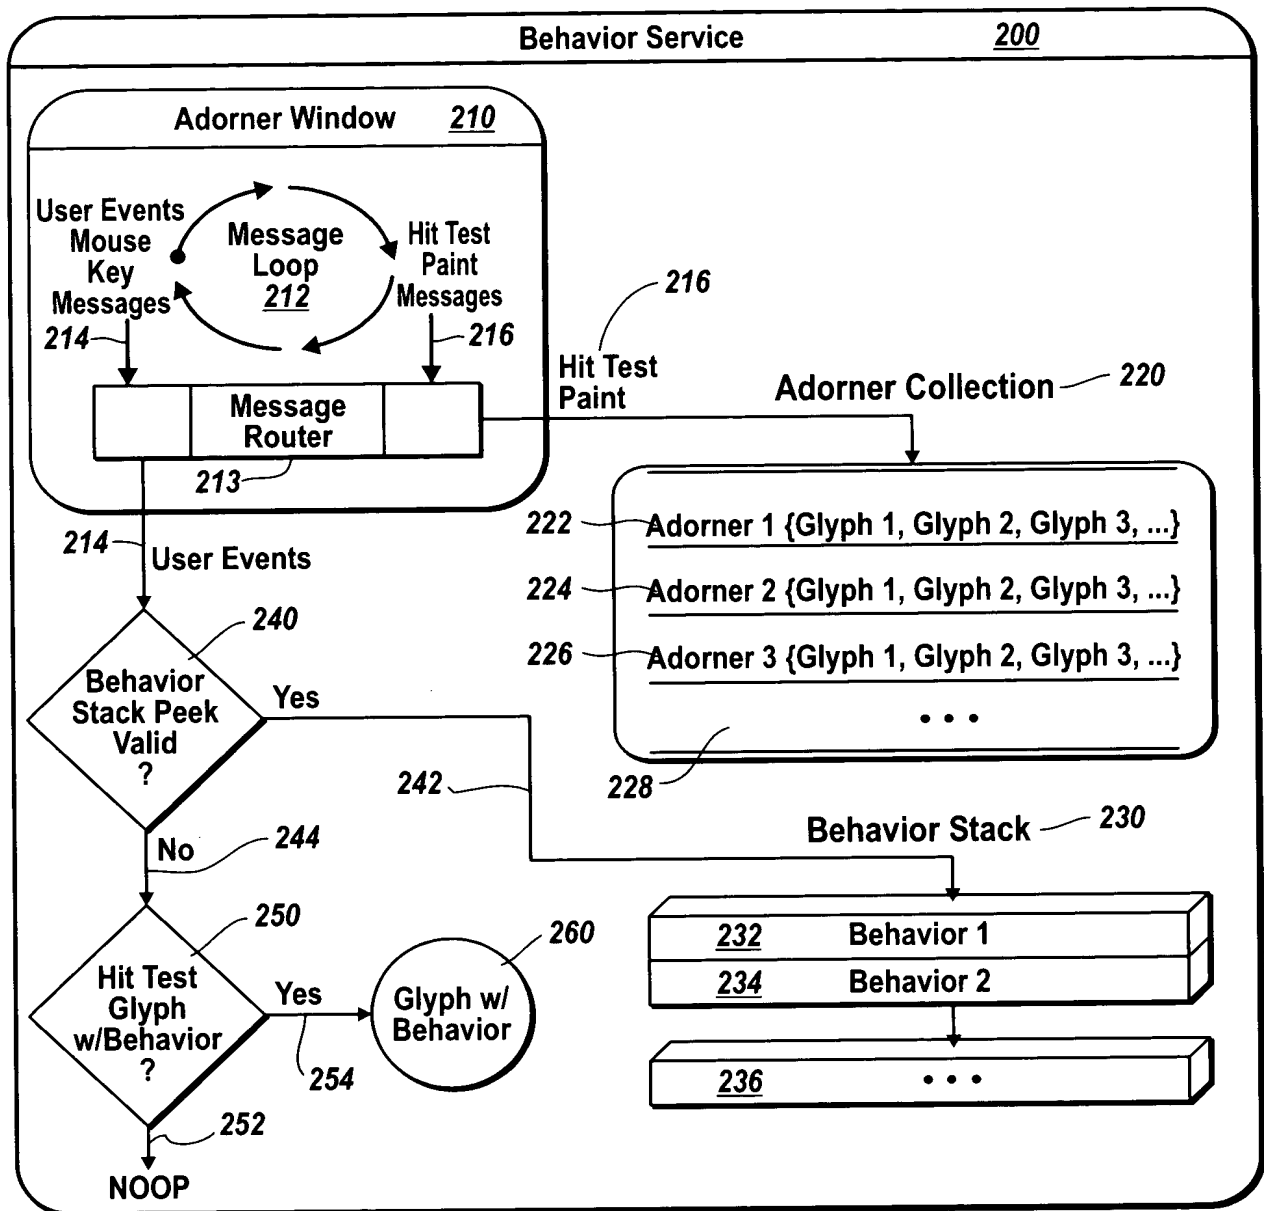 Behavior Service 200
Adorner Window 210
User Events
Mouse
Key
Messages
214
Message
Loop
212
Hit Test
Paint
Messages
216
Message
Router
213
216
Hit Test
Paint
Adorner Collection 220
222 Adorner 1 {Glyph 1, Glyph 2, Glyph 3, ...}
224 Adorner 2 {Glyph 1, Glyph 2, Glyph 3, ...}
226 Adorner 3 {Glyph 1, Glyph 2, Glyph 3, ...}
• • •
228
214
User Events
240
Behavior
Stack Peek
Valid
?
Yes
242
No
244
Behavior Stack 230
232 Behavior 1
234 Behavior 2
236 • • •
250
Hit Test
Glyph
w/Behavior
?
Yes
254
260
Glyph w/
Behavior
252
NOOP